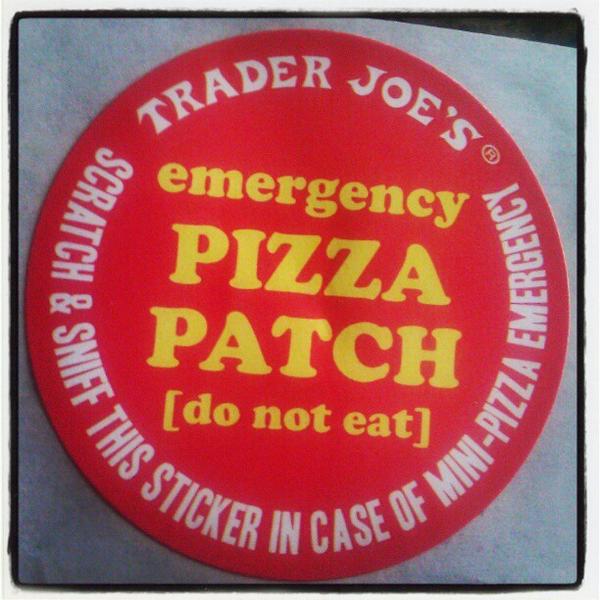 TRADER JOE'S®
emergency
PIZZA
PATCH
[do not eat]
SCRATCH & SNIFF THIS STICKER IN CASE OF MINI-PIZZA EMERGENCY